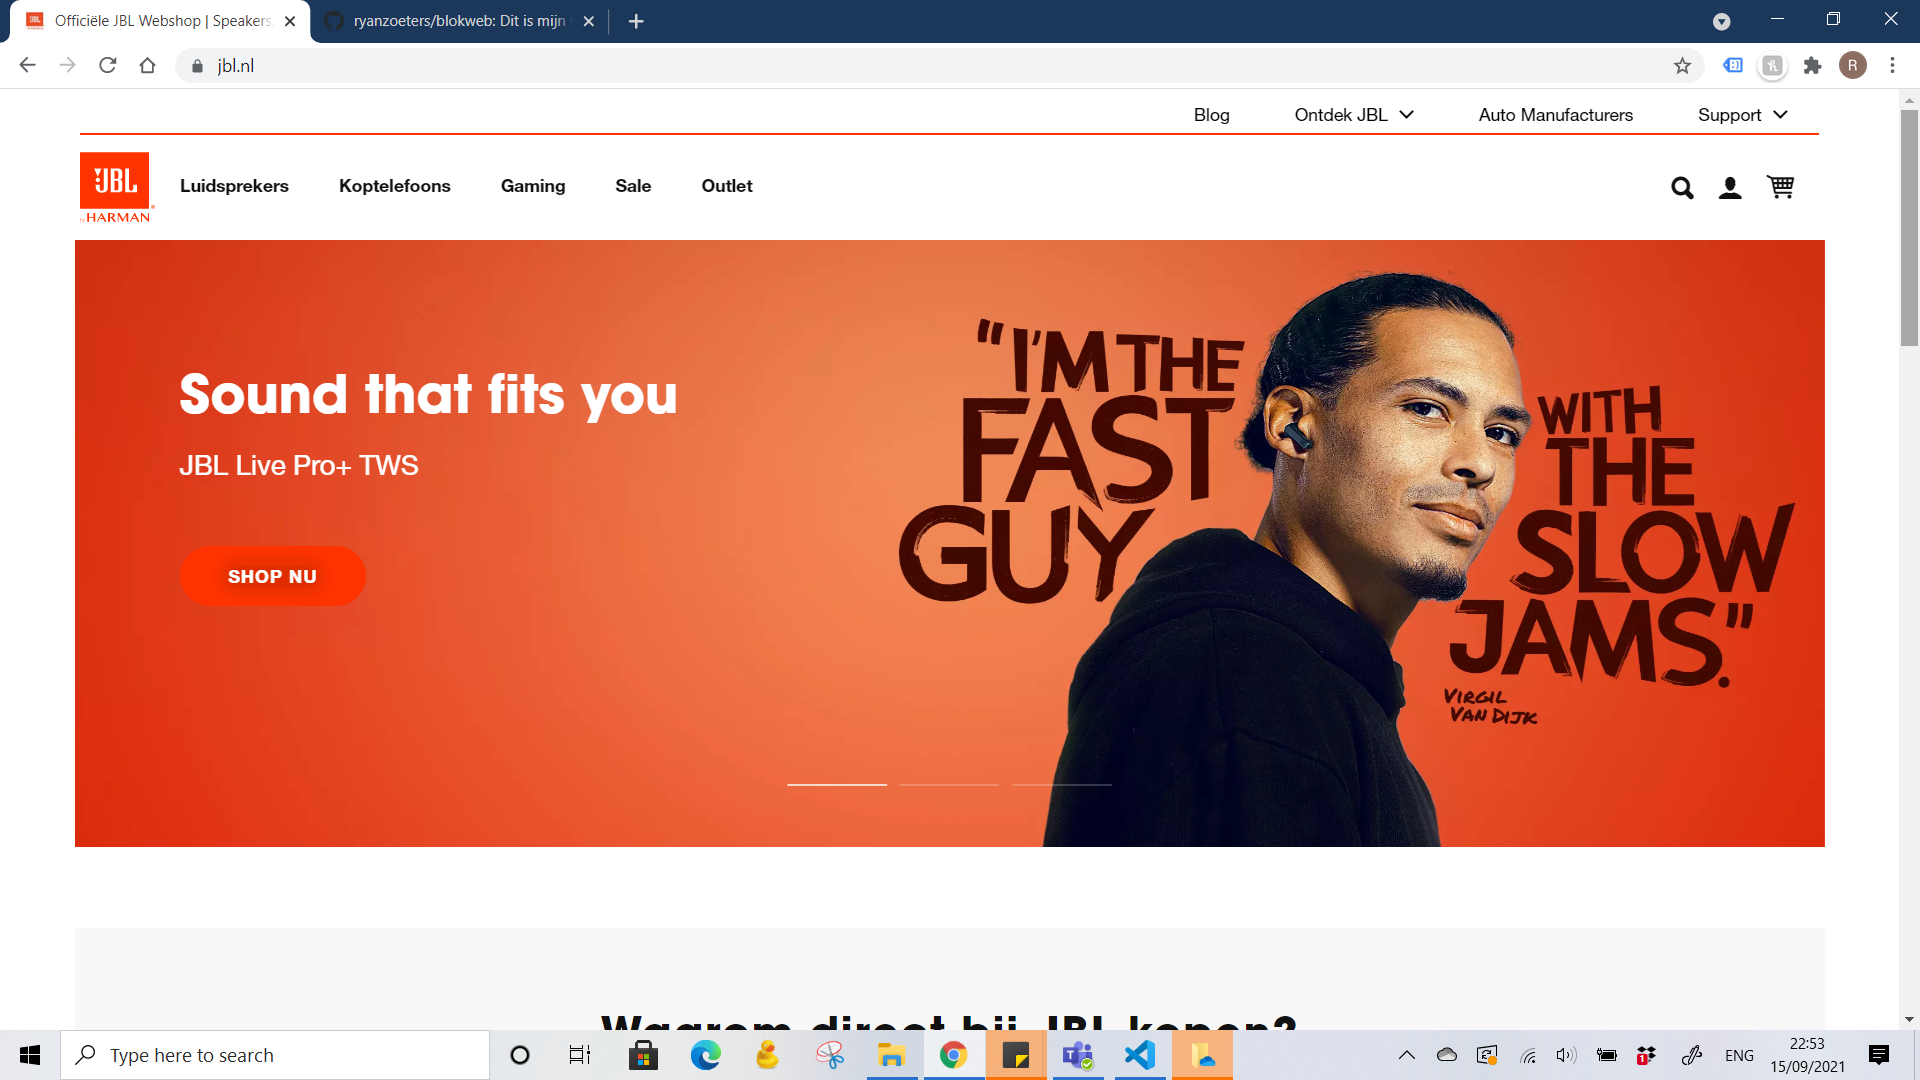 Officiële JBL Webshop | Speakers
ryanzoeters/blokweb: Dit is mijn
jbl.nl
R
Blog
Ontdek JBL
Auto Manufacturers
Support
JBL
by HARMAN
Luidsprekers
Koptelefoons
Gaming
Sale
Outlet
Sound that fits you
JBL Live Pro+ TWS
SHOP NU
"I'M THE
FAST
GUY
WITH
THE
SLOW
JAMS."
VIRGIL
VAN DIJK
Waarom direct bij JBL kopen?
Type here to search
1
ENG
22:53
15/09/2021